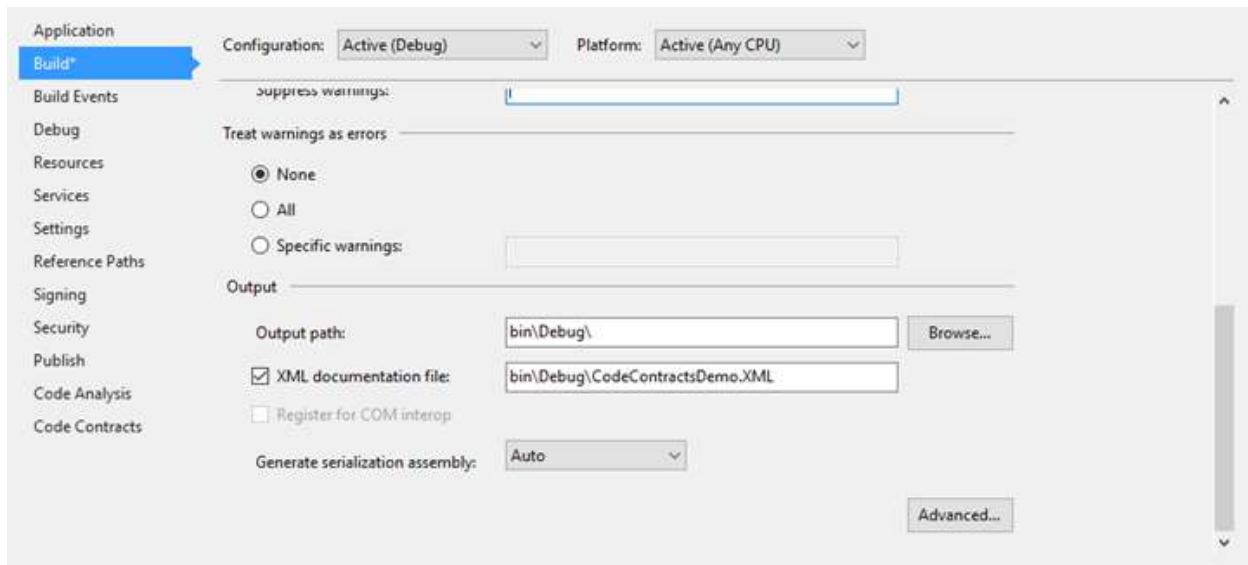 Application
Configuration: Active (Debug) Platform: Active (Any CPU)
Build*
Suppress warnings:
Build Events
Treat warnings as errors
Debug
Resources
None
Services
All
Settings
Specific warnings:
Reference Paths
Output
Signing
Security
Output path: bin\Debug\ Browse...
Publish
XML documentation file: bin\Debug\CodeContractsDemo.XML
Code Analysis
Register for COM interop
Code Contracts
Generate serialization assembly: Auto
Advanced...